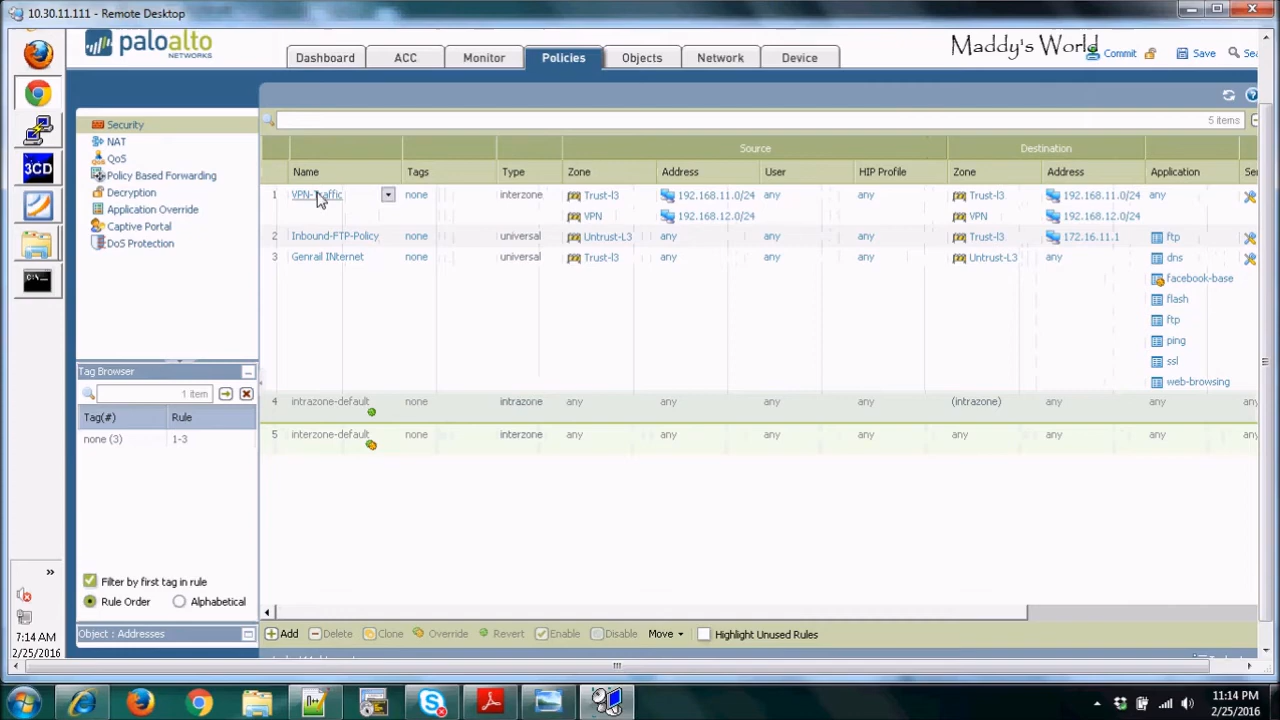 10.30.11.111 - Remote Desktop
paloalto
NETWORKS
Dashboard ACC Monitor Policies Objects Network Device
Maddy's World
Commit Save Sea
Security
NAT
QoS
Policy Based Forwarding
Decryption
Application Override
Captive Portal
DoS Protection
5 items
Source Destination
Name Tags Type Zone Address User HIP Profile Zone Address Application Ser
1 VPN-Traffic none interzone Trust-l3 192.168.11.0/24 any any Trust-l3 192.168.11.0/24 any
VPN 192.168.12.0/24 VPN 192.168.12.0/24
2 Inbound-FTP-Policy none universal Untrust-L3 any any any Trust-l3 172.16.11.1 ftp
3 Genrail INternet none universal Trust-l3 any any any Untrust-L3 any dns
facebook-base
flash
ftp
ping
ssl
web-browsing
4 intrazone-default none intrazone any any any any (intrazone) any any any
5 interzone-default none interzone any any any any any any any any
Tag Browser
1 item
Tag(#) Rule
none (3) 1-3
Filter by first tag in rule
Rule Order Alphabetical
Object : Addresses
Add Delete Clone Override Revert Enable Disable Move Highlight Unused Rules
7:14 AM
2/25/2016
11:14 PM
2/25/2016